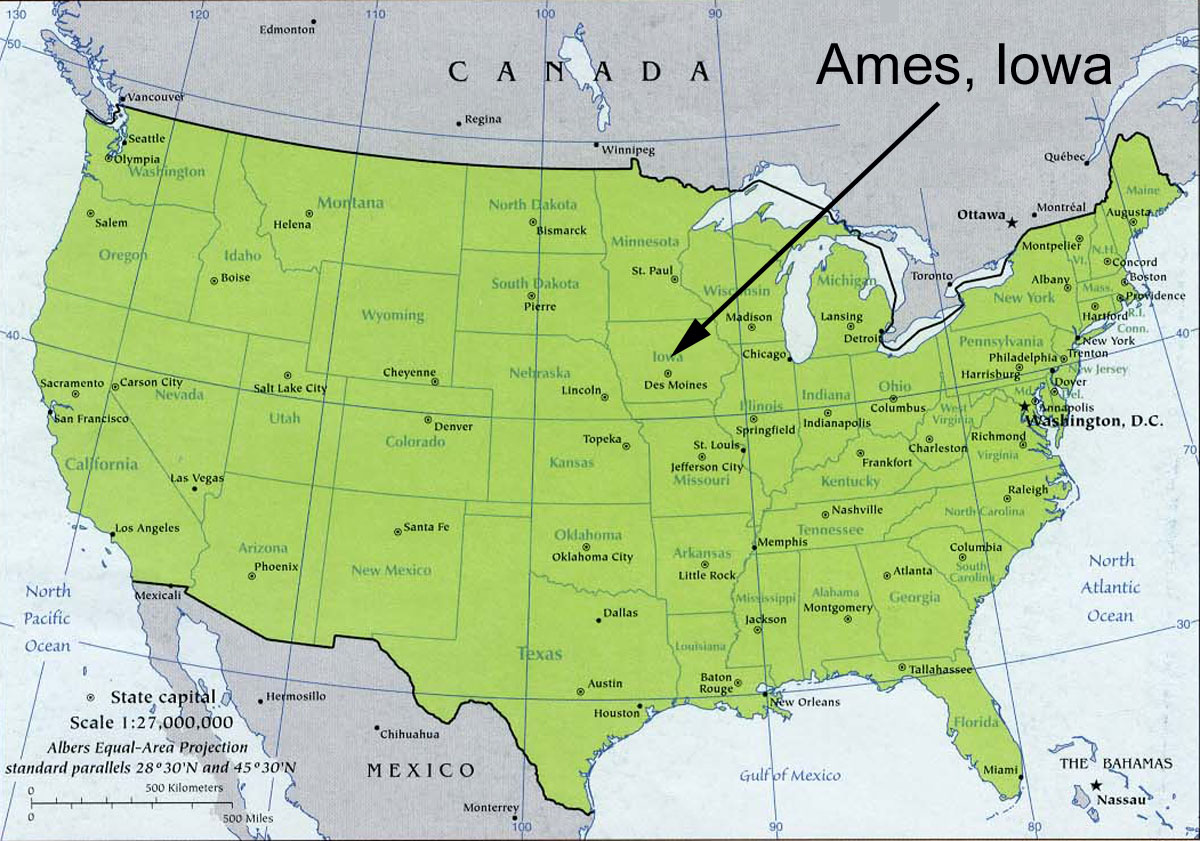 130
120
110
100
90
50
50
Edmonton
Ames, Iowa
CANADA
Vancouver
Regina
Winnipeg
Seattle
Olympia
Washington
Québec
Montana
Helena
North Dakota
Bismarck
Maine
Augusta
Ottawa
Montréal
Salem
Oregon
Idaho
Boise
Minnesota
St. Paul
Montpelier
Vt.
N.H.
Concord
Boston
Toronto
Albany
Mass.
Providence
South Dakota
Pierre
Wisconsin
Michigan
New York
Hartford
R.I.
Conn.
Wyoming
Madison
Lansing
Detroit
40
40
Pennsylvania
New York
Philadelphia
Trenton
Harrisburg
New Jersey
Iowa
Chicago
Des Moines
Cheyenne
Nebraska
Lincoln
Sacramento
Carson City
Nevada
Salt Lake City
San Francisco
Utah
Denver
Colorado
Illinois
Springfield
Indiana
Indianapolis
Ohio
Columbus
Dover
Del.
Md.
Annapolis
Washington, D.C.
West
Virginia
Charleston
Richmond
Virginia
70
Topeka
Kansas
St. Louis
Jefferson City
Missouri
Frankfort
Kentucky
California
Las Vegas
Los Angeles
Raleigh
North Carolina
Nashville
Tennessee
Memphis
Santa Fe
Oklahoma
Oklahoma City
Arizona
Phoenix
New Mexico
Arkansas
Little Rock
Columbia
South
Carolina
Atlanta
Georgia
Mississippi
Jackson
Alabama
Montgomery
North
Atlantic
Ocean
30
North
Pacific
Ocean
Mexicali
Dallas
Texas
Louisiana
Baton
Rouge
Austin
Houston
New Orleans
Tallahassee
Florida
Miami
State capital
Scale 1:27,000,000
Albers Equal-Area Projection
standard parallels 28°30'N and 45°30'N
0
500 Kilometers
0
500 Miles
Hermosillo
Chihuahua
MEXICO
Monterrey
Gulf of Mexico
THE BAHAMAS
Nassau
100
90
80